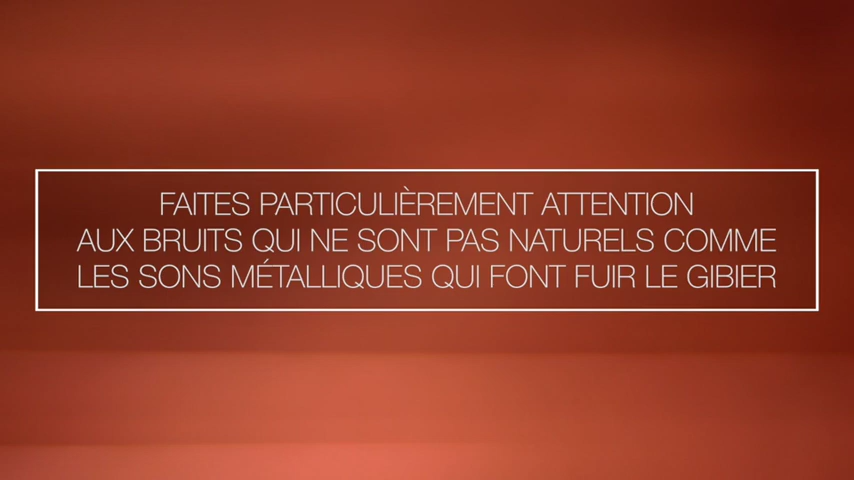 FAITES PARTICULIÈREMENT ATTENTION
AUX BRUITS QUI NE SONT PAS NATURELS COMME
LES SONS MÉTALLIQUES QUI FONT FUIR LE GIBIER